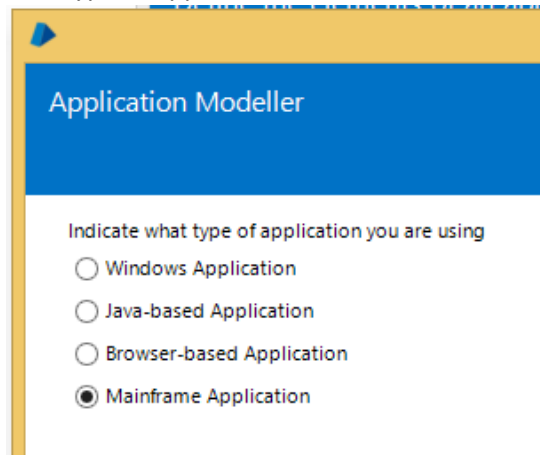 Application Modeller
Indicate what type of application you are using
Windows Application
Java-based Application
Browser-based Application
Mainframe Application